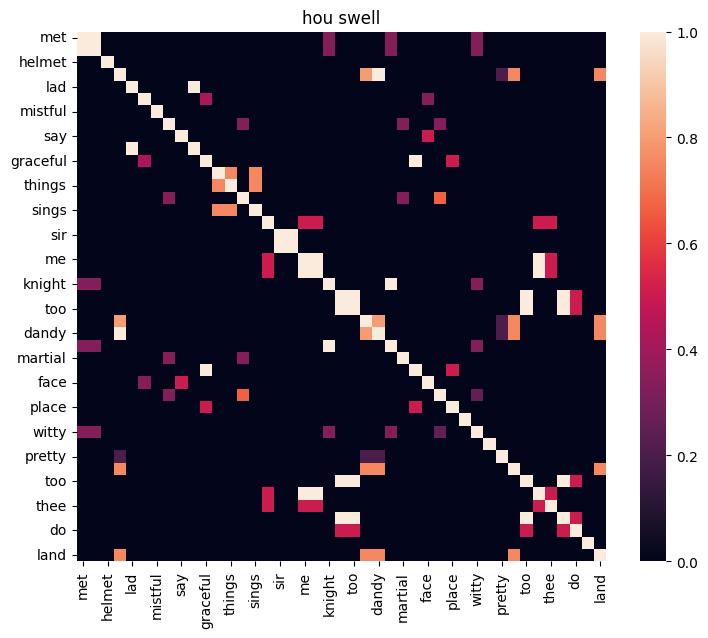 hou swell
met
helmet
lad
mistful
say
graceful
things
sings
sir
me
knight
too
dandy
martial
face
place
witty
pretty
too
thee
do
land
1.0
0.8
0.6
0.4
0.2
0.0
met
helmet
lad
mistful
say
graceful
things
sings
sir
me
knight
too
dandy
martial
face
place
witty
pretty
too
thee
do
land